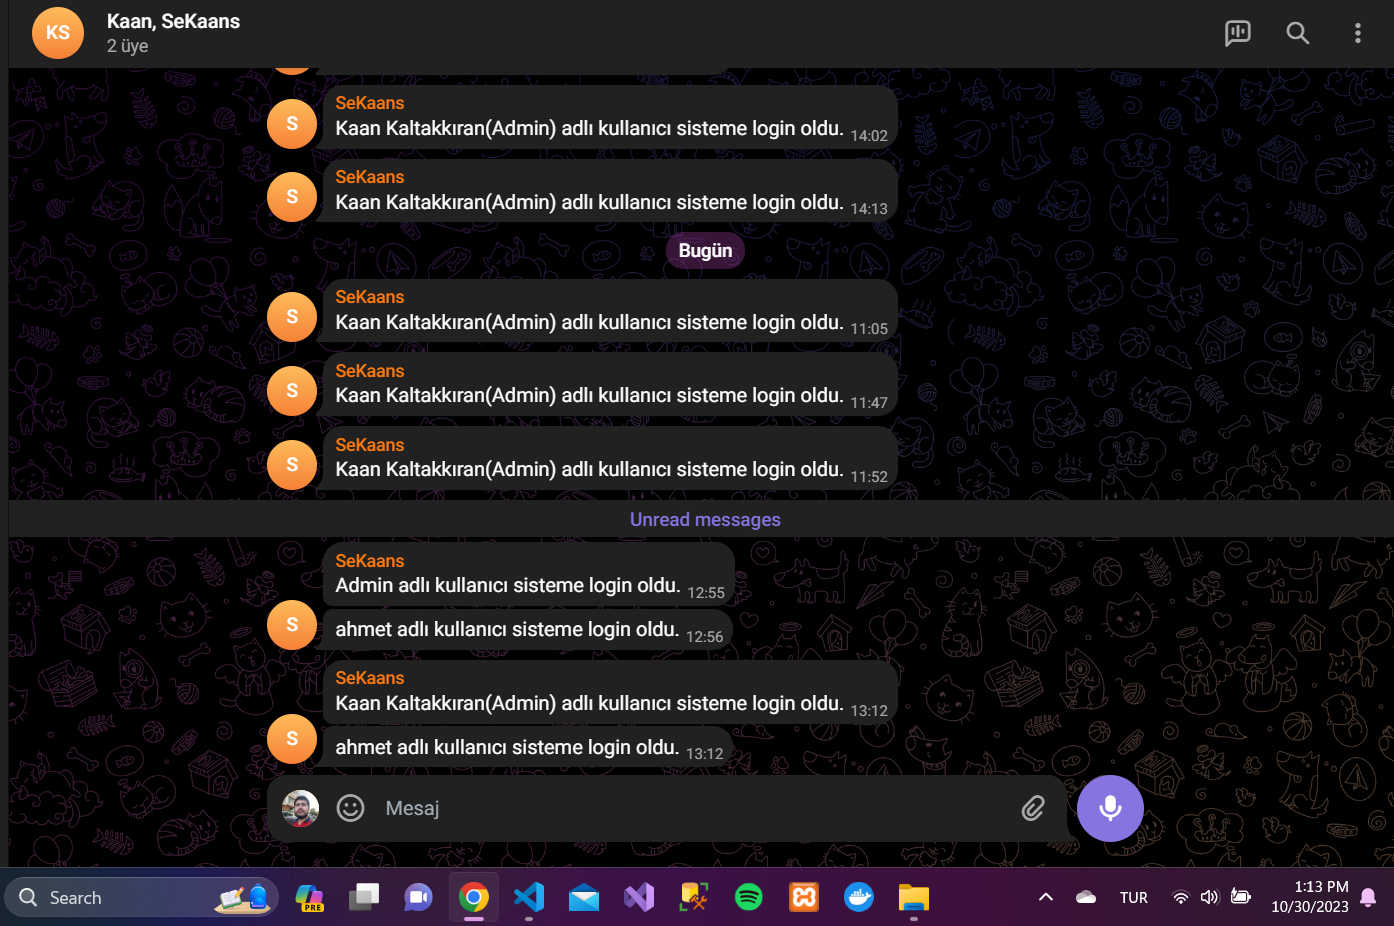 KS
Kaan, SeKaans
2 üye
SeKaans
S
Kaan Kaltakkıran(Admin) adlı kullanıcı sisteme login oldu. 14:02
SeKaans
S
Kaan Kaltakkıran(Admin) adlı kullanıcı sisteme login oldu. 14:13
Bugün
SeKaans
S
Kaan Kaltakkıran(Admin) adlı kullanıcı sisteme login oldu. 11:05
SeKaans
S
Kaan Kaltakkıran(Admin) adlı kullanıcı sisteme login oldu. 11:47
SeKaans
S
Kaan Kaltakkıran(Admin) adlı kullanıcı sisteme login oldu. 11:52
Unread messages
SeKaans
Admin adlı kullanıcı sisteme login oldu. 12:55
S
ahmet adlı kullanıcı sisteme login oldu. 12:56
SeKaans
Kaan Kaltakkıran(Admin) adlı kullanıcı sisteme login oldu. 13:12
S
ahmet adlı kullanıcı sisteme login oldu. 13:12
Mesaj
Search
PRE
TUR
1:13 PM
10/30/2023